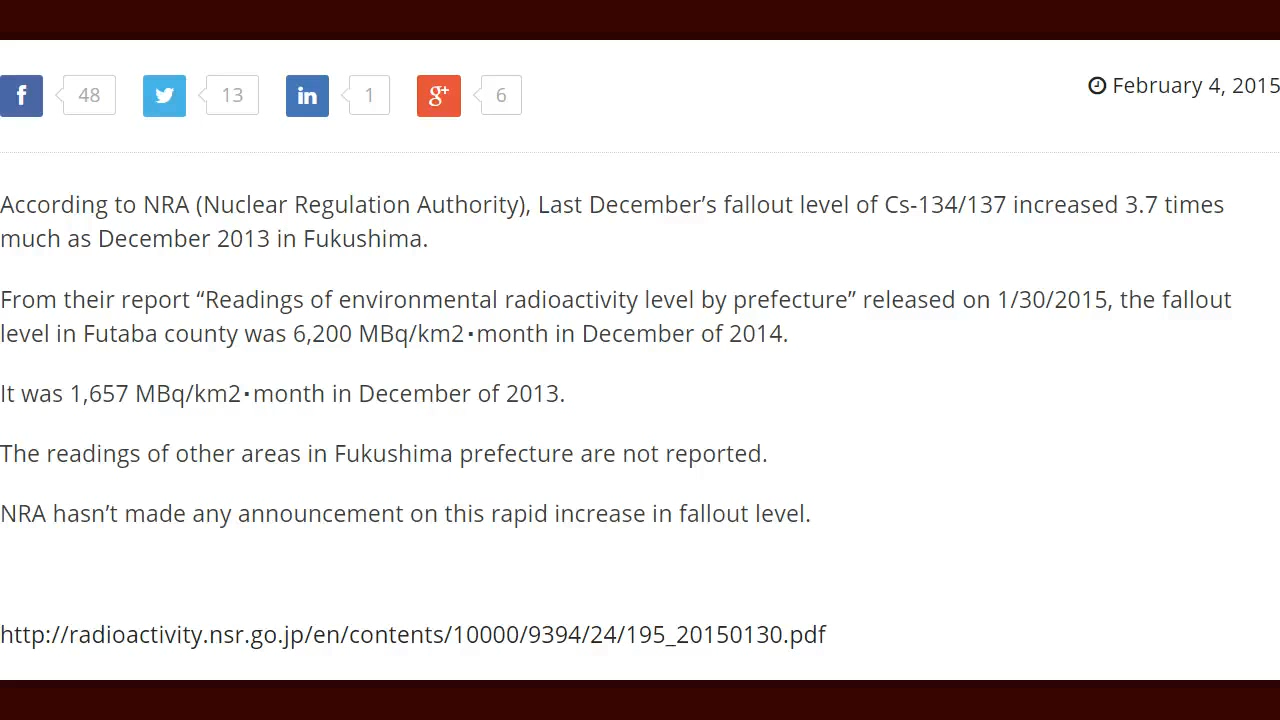 f 48 13 in 1 g+ 6 February 4, 2015
According to NRA (Nuclear Regulation Authority), Last December’s fallout level of Cs-134/137 increased 3.7 times
much as December 2013 in Fukushima.
From their report “Readings of environmental radioactivity level by prefecture” released on 1/30/2015, the fallout
level in Futaba county was 6,200 MBq/km2・month in December of 2014.
It was 1,657 MBq/km2・month in December of 2013.
The readings of other areas in Fukushima prefecture are not reported.
NRA hasn’t made any announcement on this rapid increase in fallout level.
http://radioactivity.nsr.go.jp/en/contents/10000/9394/24/195_20150130.pdf